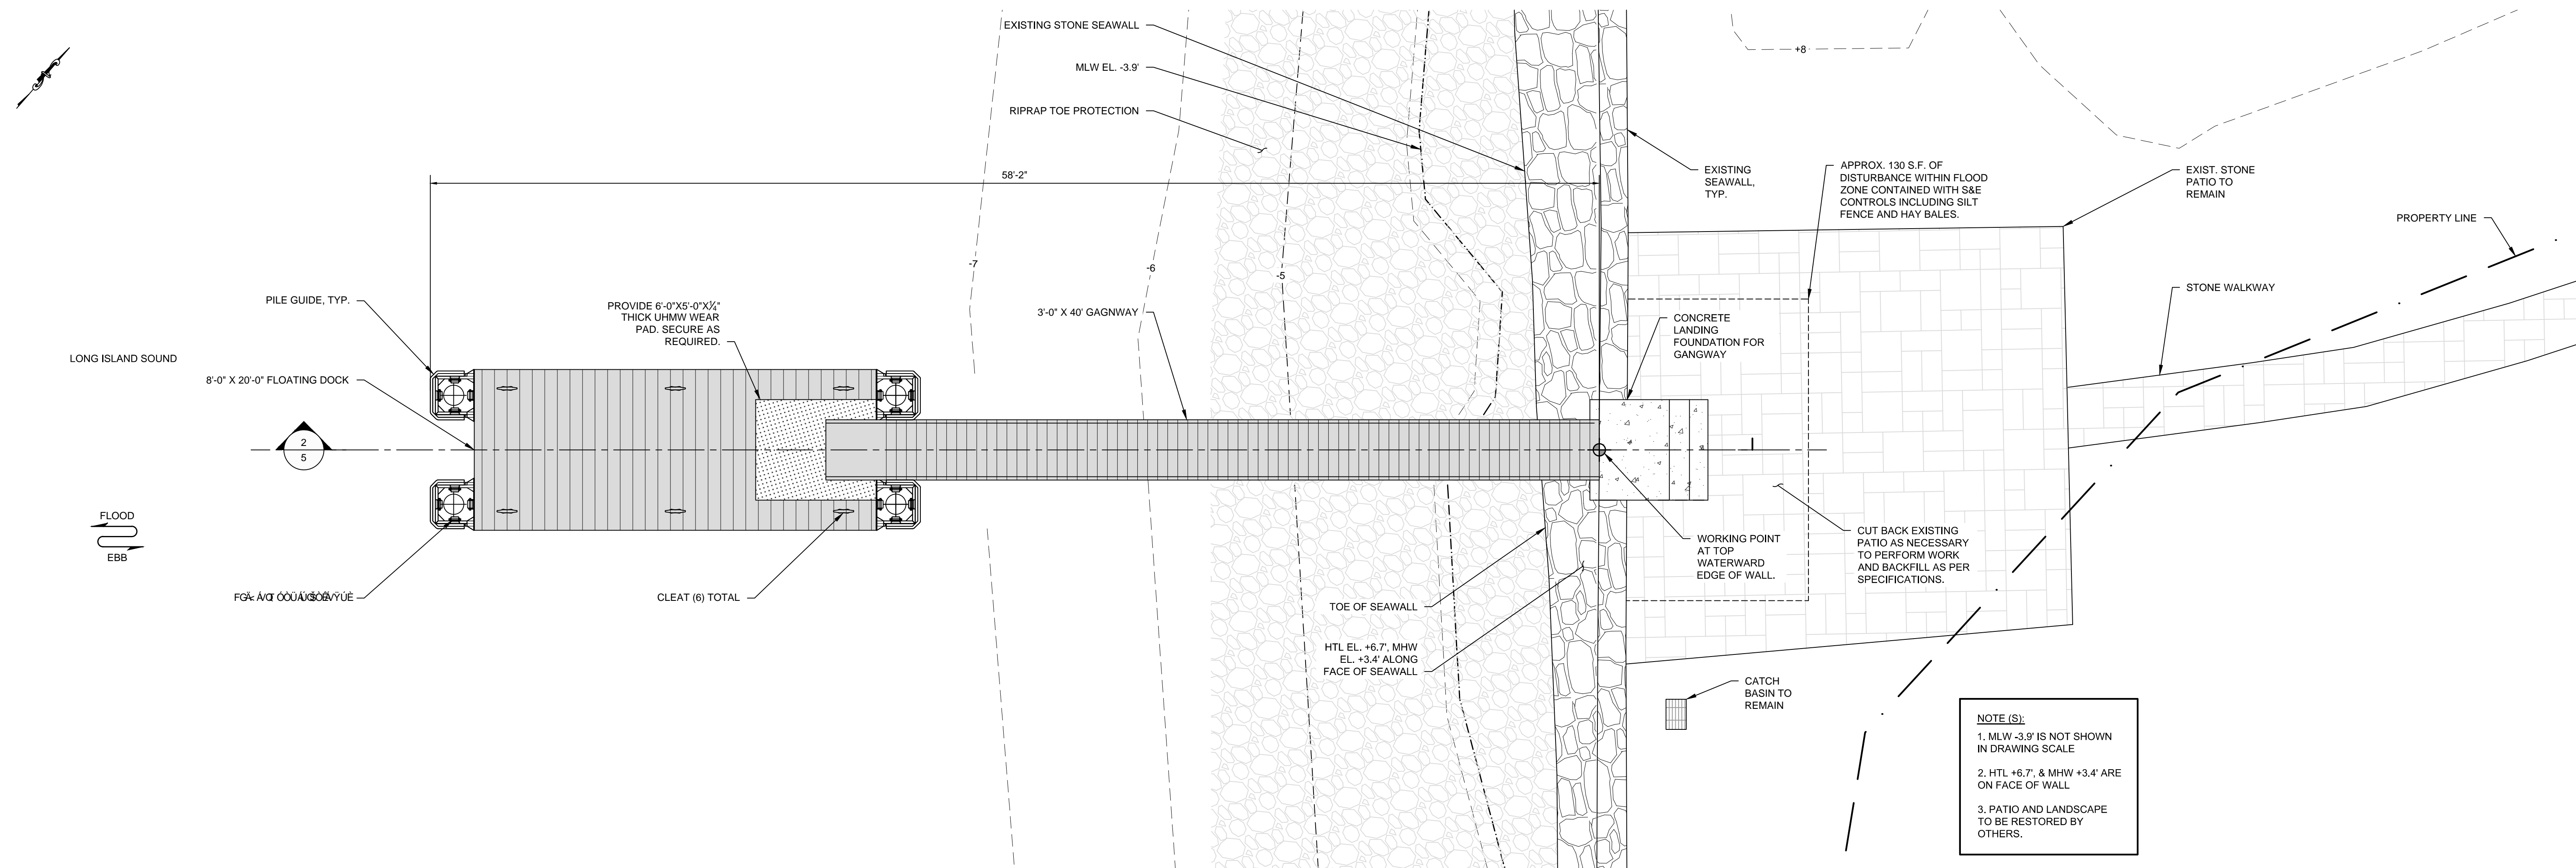 EXISTING STONE SEAWALL
MLW EL. -3.9'
RIPRAP TOE PROTECTION
+8
58'-2"
EXISTING
SEAWALL,
TYP.
APPROX. 130 S.F. OF
DISTURBANCE WITHIN FLOOD
ZONE CONTAINED WITH S&E
CONTROLS INCLUDING SILT
FENCE AND HAY BALES.
EXIST. STONE
PATIO TO
REMAIN
PROPERTY LINE
-7
-6
-5
STONE WALKWAY
PILE GUIDE, TYP.
PROVIDE 6'-0"X5'-0"X¼"
THICK UHMW WEAR
PAD. SECURE AS
REQUIRED.
3'-0" X 40' GAGNWAY
CONCRETE
LANDING
FOUNDATION FOR
GANGWAY
LONG ISLAND SOUND
8'-0" X 20'-0" FLOATING DOCK
2
5
FLOOD
EBB
CLEAT (6) TOTAL
WORKING POINT
AT TOP
WATERWARD
EDGE OF WALL.
CUT BACK EXISTING
PATIO AS NECESSARY
TO PERFORM WORK
AND BACKFILL AS PER
SPECIFICATIONS.
TOE OF SEAWALL
HTL EL. +6.7', MHW
EL. +3.4' ALONG
FACE OF SEAWALL
CATCH
BASIN TO
REMAIN
NOTE (S):
1. MLW -3.9' IS NOT SHOWN
IN DRAWING SCALE
2. HTL +6.7', & MHW +3.4' ARE
ON FACE OF WALL
3. PATIO AND LANDSCAPE
TO BE RESTORED BY
OTHERS.